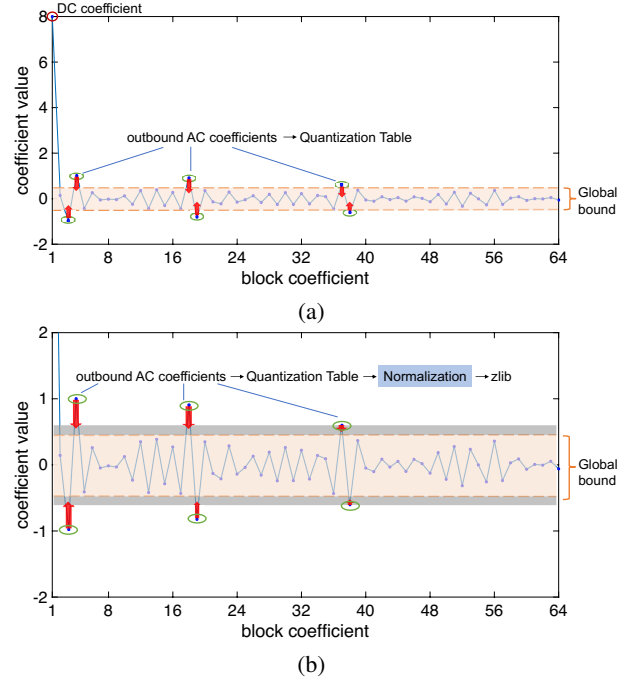 DC coefficient
8
6
4
2
0
-2
coefficient value
outbound AC coefficients → Quantization Table
Global
bound
1 8 16 24 32 40 48 56 64
block coefficient
(a)
2
1
0
-1
-2
coefficient value
outbound AC coefficients → Quantization Table → Normalization → zlib
Global
bound
1 8 16 24 32 40 48 56 64
block coefficient
(b)